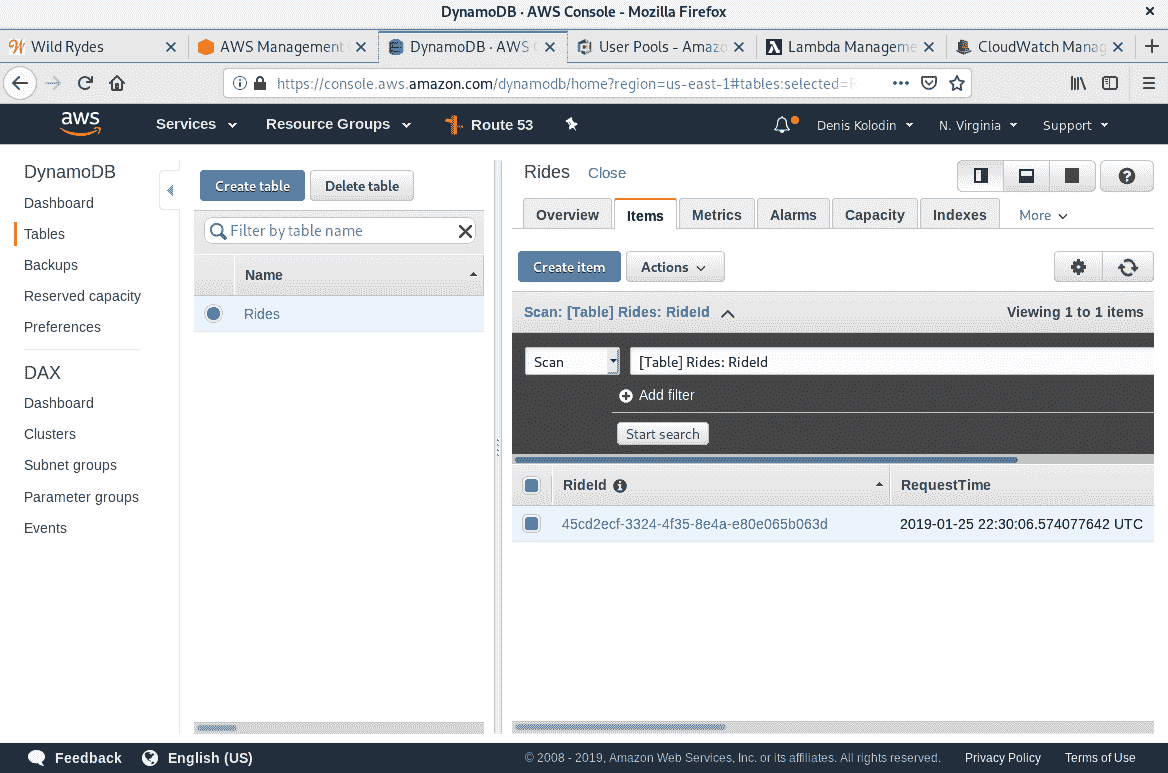 DynamoDB · AWS Console - Mozilla Firefox
Wild Rydes
AWS Management
DynamoDB · AWS
User Pools - Amazo
Lambda Manageme
CloudWatch Manag
https://console.aws.amazon.com/dynamodb/home?region=us-east-1#tables:selected=
aws Services Resource Groups Route 53 Denis Kolodin N. Virginia Support
DynamoDB
Dashboard
Tables
Backups
Reserved capacity
Preferences
DAX
Dashboard
Clusters
Subnet groups
Parameter groups
Events
Create table Delete table
Filter by table name
Name
Rides
Rides Close
Overview Items Metrics Alarms Capacity Indexes More
Create item Actions
Scan: [Table] Rides: RideId Viewing 1 to 1 items
Scan [Table] Rides: RideId
Add filter
Start search
RideId RequestTime
45cd2ecf-3324-4f35-8e4a-e80e065b063d 2019-01-25 22:30:06.574077642 UTC
Feedback English (US) © 2008 - 2019, Amazon Web Services, Inc. or its affiliates. All rights reserved. Privacy Policy Terms of Use